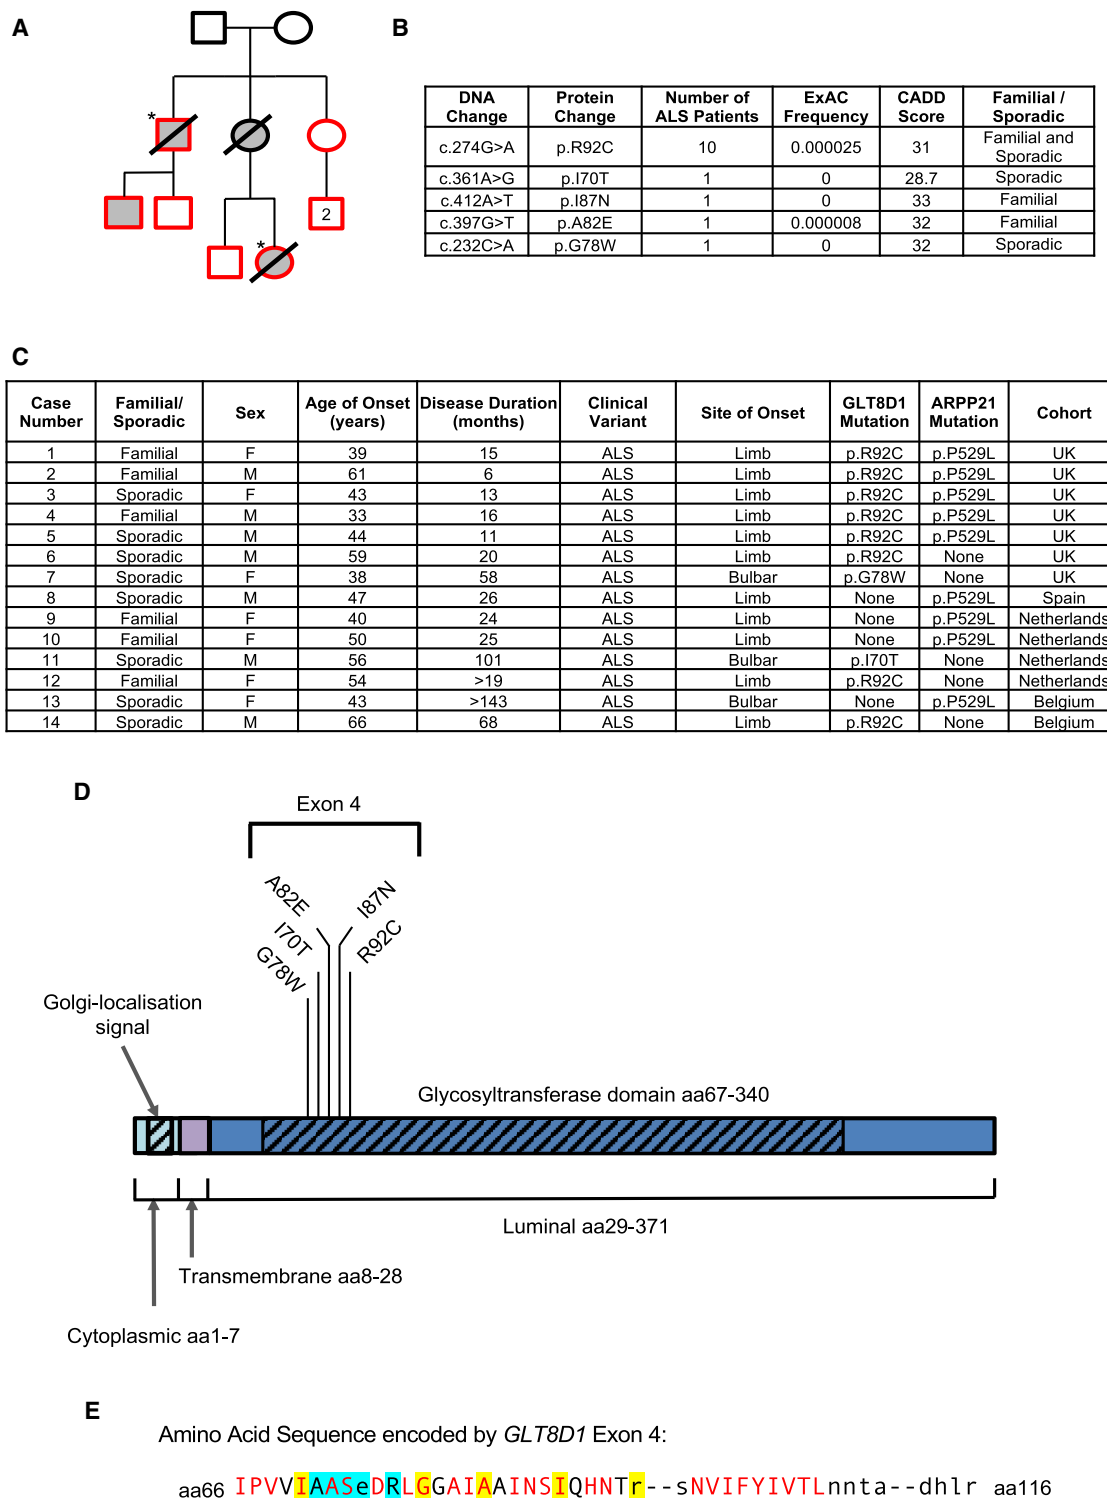 A
B
*
*
2
DNA Change Protein Change Number of ALS Patients ExAC Frequency CADD Score Familial / Sporadic
c.274G>A p.R92C 10 0.000025 31 Familial and Sporadic
c.361A>G p.I70T 1 0 28.7 Sporadic
c.412A>T p.I87N 1 0 33 Familial
c.397G>T p.A82E 1 0.000008 32 Familial
c.232C>A p.G78W 1 0 32 Sporadic
C
Case Number Familial/ Sporadic Sex Age of Onset (years) Disease Duration (months) Clinical Variant Site of Onset GLT8D1 Mutation ARPP21 Mutation Cohort
1 Familial F 39 15 ALS Limb p.R92C p.P529L UK
2 Familial M 61 6 ALS Limb p.R92C p.P529L UK
3 Sporadic F 43 13 ALS Limb p.R92C p.P529L UK
4 Familial M 33 16 ALS Limb p.R92C p.P529L UK
5 Sporadic M 44 11 ALS Limb p.R92C p.P529L UK
6 Sporadic M 59 20 ALS Limb p.R92C None UK
7 Sporadic F 38 58 ALS Bulbar p.G78W None UK
8 Sporadic M 47 26 ALS Limb None p.P529L Spain
9 Familial F 40 24 ALS Limb None p.P529L Netherlands
10 Familial F 50 25 ALS Limb None p.P529L Netherlands
11 Sporadic M 56 101 ALS Bulbar p.I70T None Netherlands
12 Familial F 54 >19 ALS Limb p.R92C None Netherlands
13 Sporadic F 43 >143 ALS Bulbar None p.P529L Belgium
14 Sporadic M 66 68 ALS Limb p.R92C None Belgium
D
Exon 4
A82E
I87N
I70T
R92C
G78W
Golgi-localisation
signal
Glycosyltransferase domain aa67-340
Luminal aa29-371
Transmembrane aa8-28
Cytoplasmic aa1-7
E
Amino Acid Sequence encoded by GLT8D1 Exon 4:
aa66 IPVVIAASeDRLGGAIAAINSIQHNTr--sNVIFYIVTLnnta--dhlr aa116